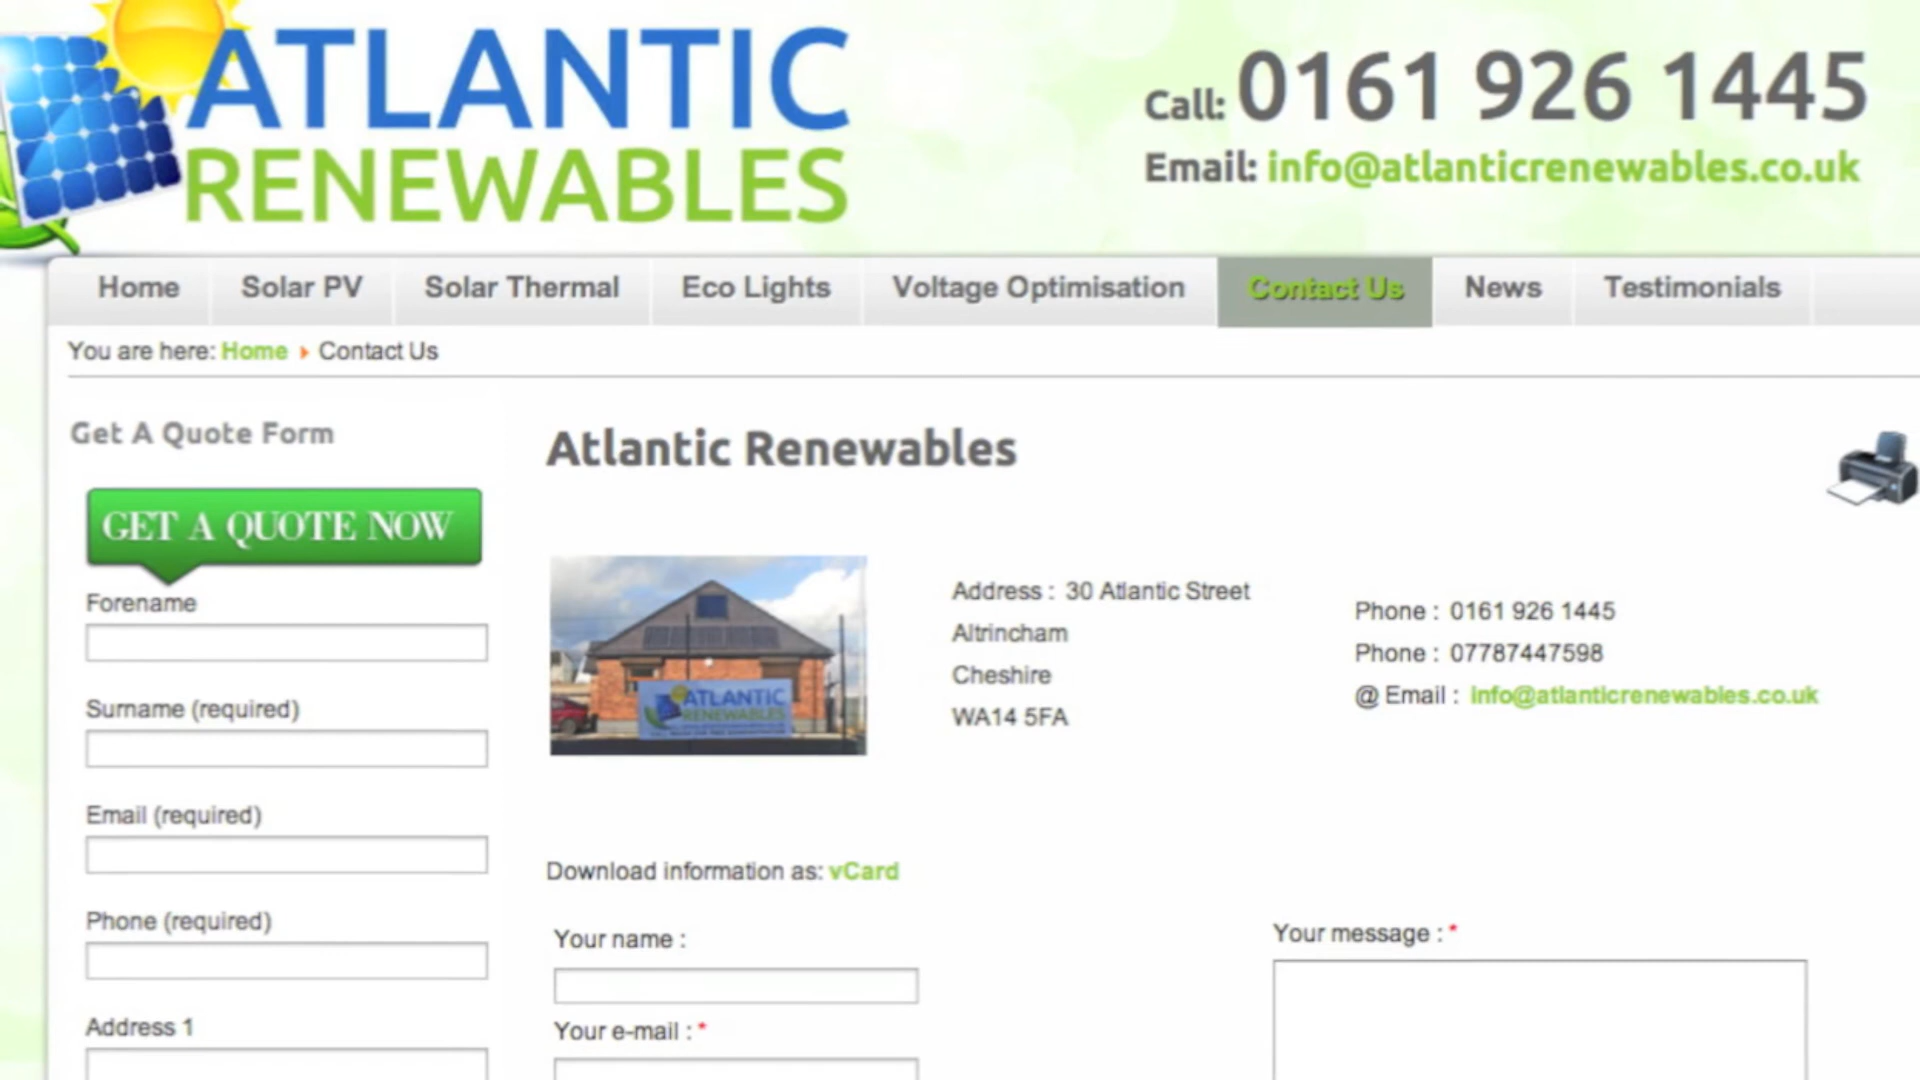 ATLANTIC
RENEWABLES
Call: 0161 926 1445
Email: info@atlanticrenewables.co.uk
Home Solar PV Solar Thermal Eco Lights Voltage Optimisation Contact Us News Testimonials
You are here: Home Contact Us
Get A Quote Form
GET A QUOTE NOW
Forename
Surname (required)
Email (required)
Phone (required)
Address 1
Atlantic Renewables
ATLANTIC
RENEWABLES
Address : 30 Atlantic Street
Altrincham
Cheshire
WA14 5FA
Phone : 0161 926 1445
Phone : 07787447598
@ Email : info@atlanticrenewables.co.uk
Download information as: vCard
Your name :
Your e-mail : *
Your message : *